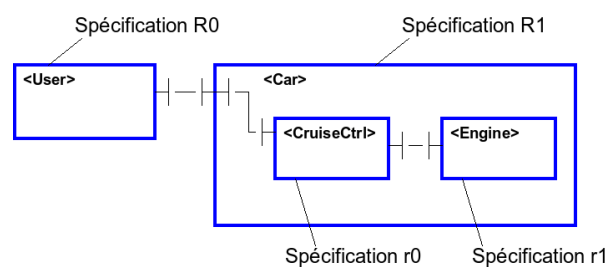 Spécification R0
Spécification R1
<User>
<Car>
<CruiseCtrl>
<Engine>
Spécification r0
Spécification r1